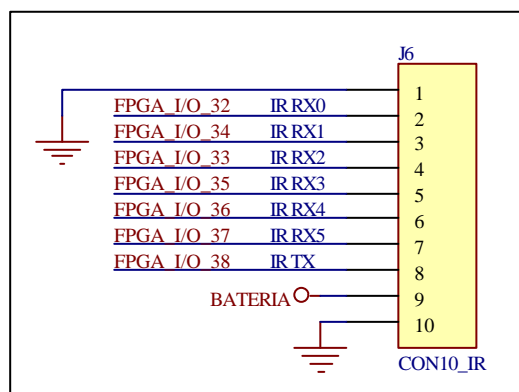 J6
1
FPGA_I/O_32 IR RX0 2
FPGA_I/O_34 IR RX1 3
FPGA_I/O_33 IR RX2 4
FPGA_I/O_35 IR RX3 5
FPGA_I/O_36 IR RX4 6
FPGA_I/O_37 IR RX5 7
FPGA_I/O_38 IR TX 8
BATERIA 9
10
CON10_IR